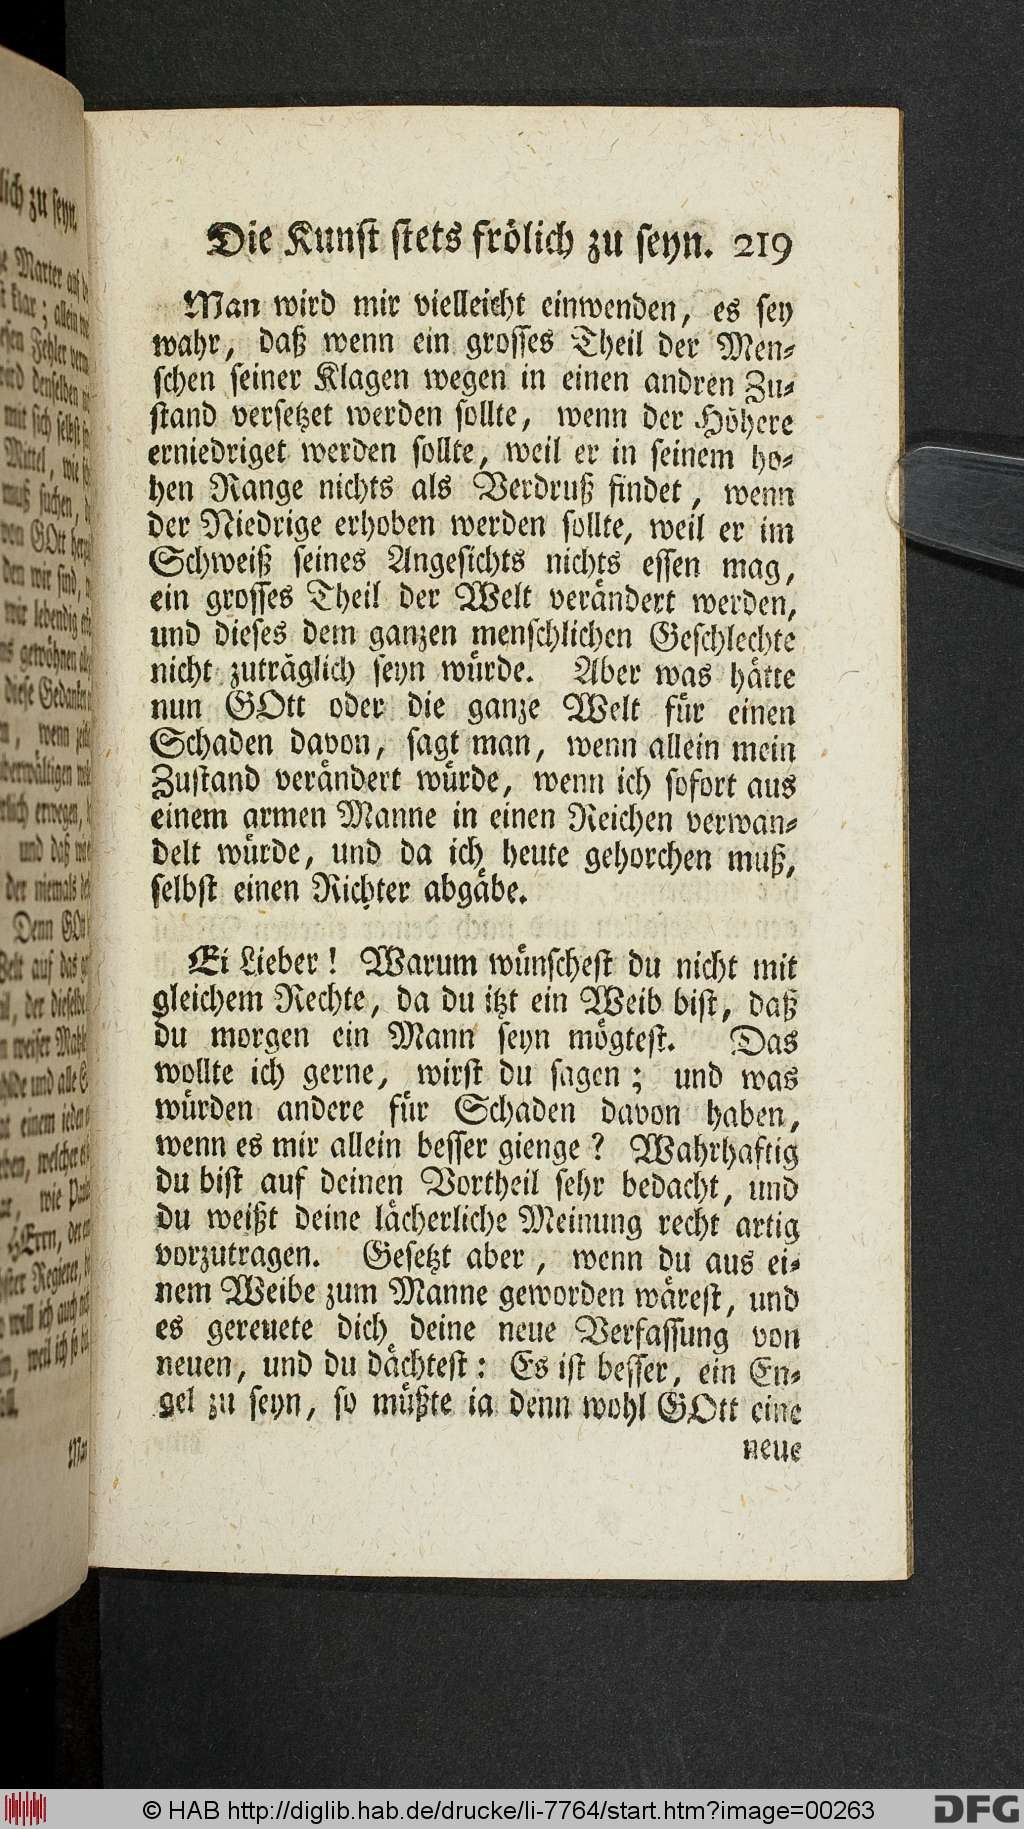 Die Kunst stets frölich zu seyn. 219
Man wird mir vielleicht einwenden, es sey
wahr, daß wenn ein grosses Theil der Men-
schen seiner Klagen wegen in einen andren Zu-
stand versetzet werden sollte, wenn der Höhere
erniedriget werden sollte, weil er in seinem ho-
hen Range nichts als Verdruß findet, wenn
der Niedrige erhoben werden sollte, weil er im
Schweiß seines Angesichts nichts essen mag,
ein grosses Theil der Welt verändert werden,
und dieses dem ganzen menschlichen Geschlechte
nicht zuträglich seyn würde. Aber was hätte
nun GOtt oder die ganze Welt für einen
Schaden davon, sagt man, wenn allein mein
Zustand verändert würde, wenn ich sofort aus
einem armen Manne in einen Reichen verwan-
delt würde, und da ich heute gehorchen muß,
selbst einen Richter abgäbe.
Ei Lieber! Warum wünschest du nicht mit
gleichem Rechte, da du itzt ein Weib bist, daß
du morgen ein Mann seyn mögtest. Das
wollte ich gerne, wirst du sagen; und was
würden andere für Schaden davon haben,
wenn es mir allein besser gienge? Wahrhaftig
du bist auf deinen Vortheil sehr bedacht, und
du weißt deine lächerliche Meinung recht artig
vorzutragen. Gesetzt aber, wenn du aus ei-
nem Weibe zum Manne geworden wärest, und
es gereuete dich deine neue Verfassung von
neuen, und du dächtest: Es ist besser, ein En-
gel zu seyn, so müßte ia denn wohl GOtt eine
neue
© HAB http://diglib.hab.de/drucke/li-7764/start.htm?image=00263
DFG